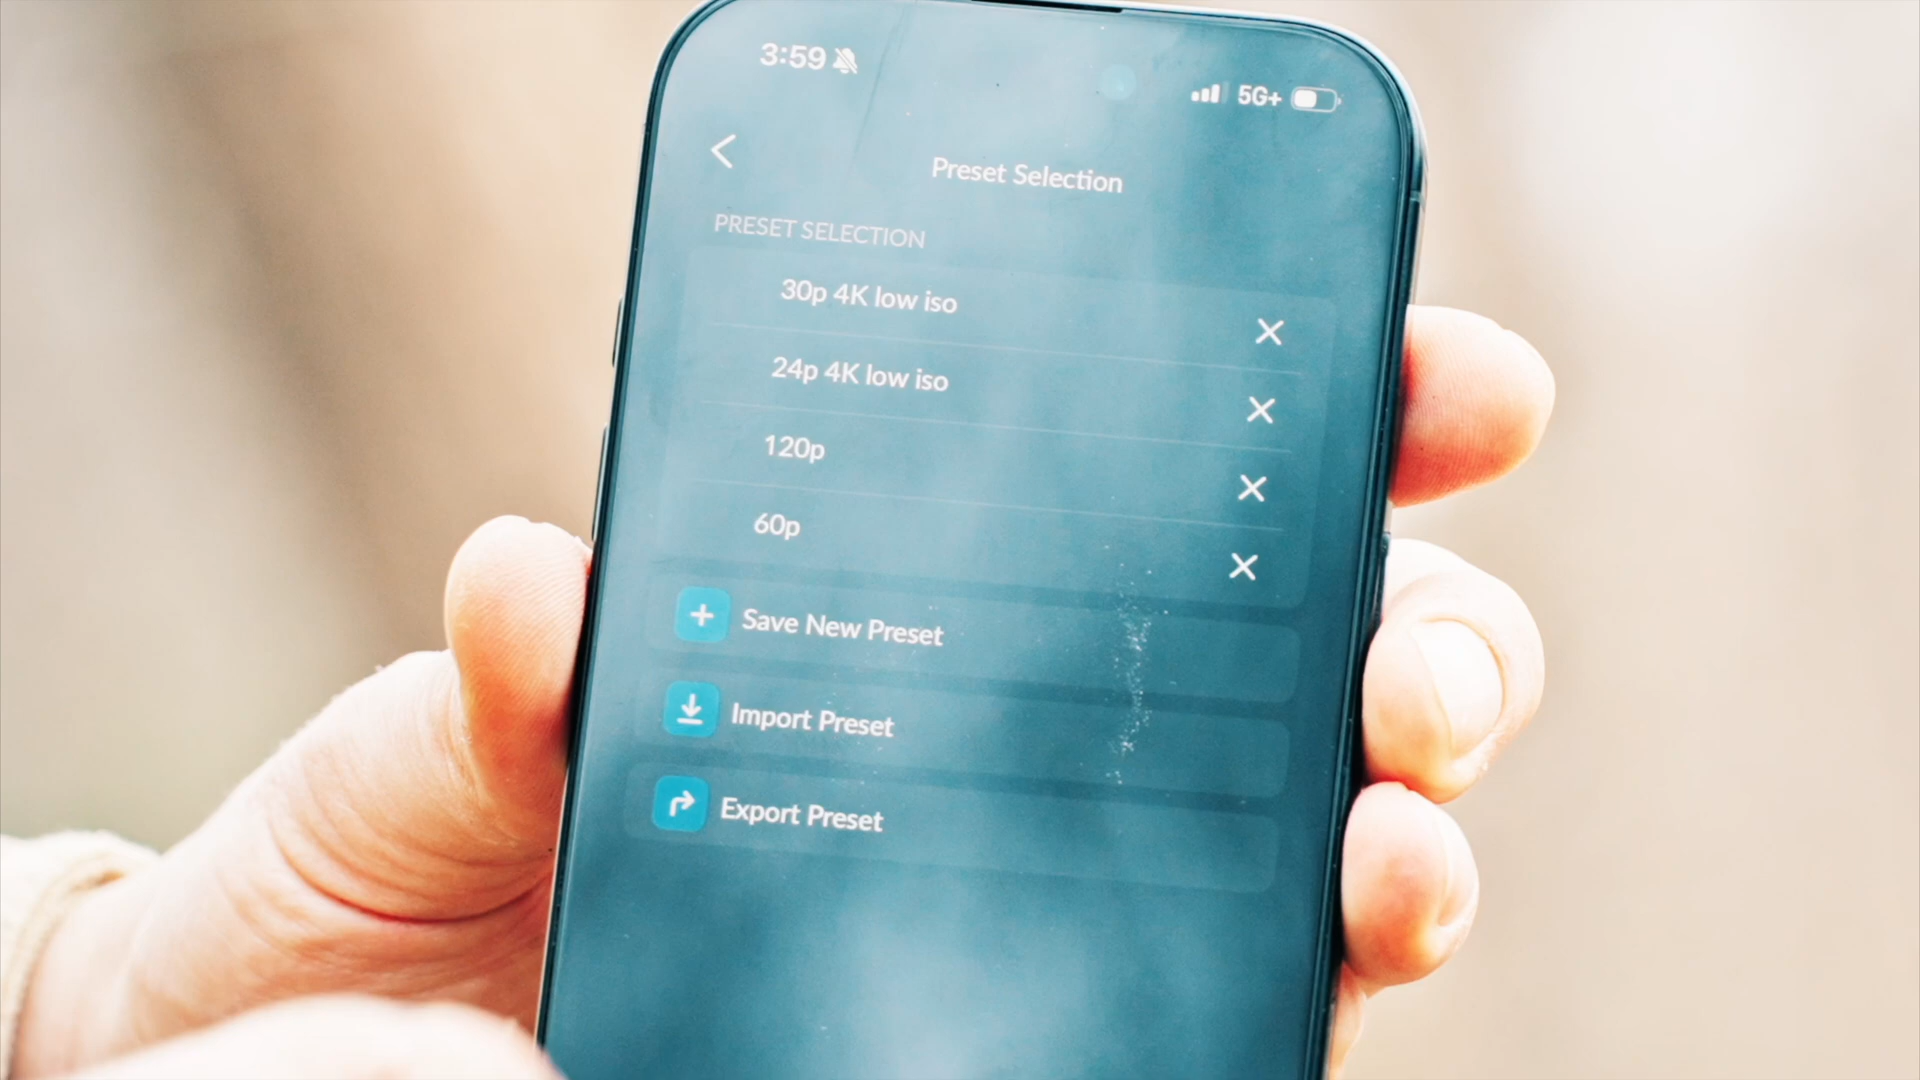 3:59
5G+
Preset Selection
PRESET SELECTION
30p 4K low iso
24p 4K low iso
120p
60p
Save New Preset
Import Preset
Export Preset